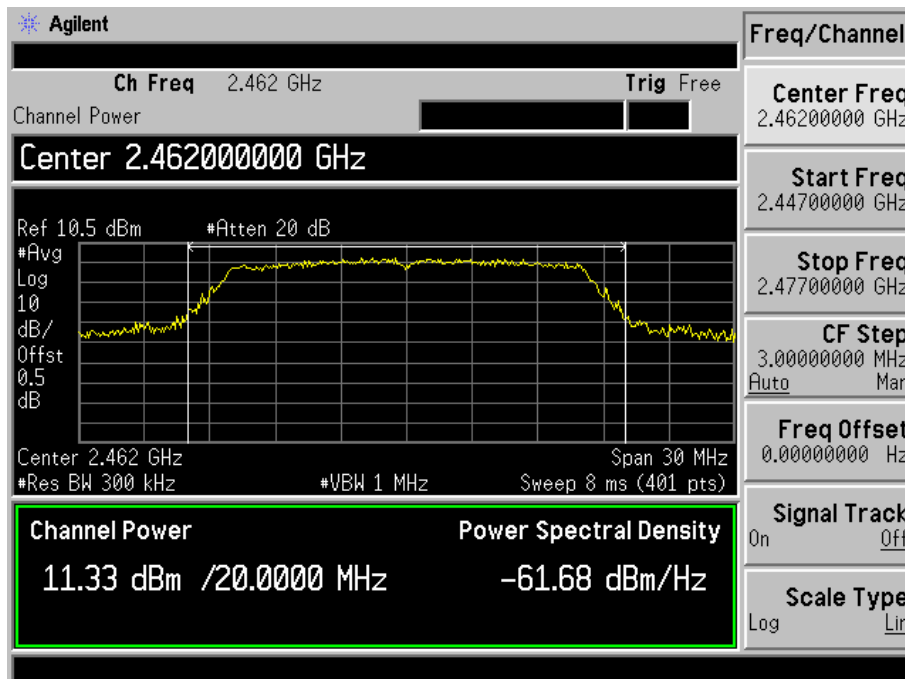 Agilent
Ch Freq 2.462 GHz Trig Free
Channel Power
Center 2.462000000 GHz
Ref 10.5 dBm #Atten 20 dB
#Avg
Log
10
dB/
Offst
0.5
dB
Center 2.462 GHz Span 30 MHz
#Res BW 300 kHz #VBW 1 MHz Sweep 8 ms (401 pts)
Channel Power Power Spectral Density
11.33 dBm /20.0000 MHz -61.68 dBm/Hz
Freq/Channel
Center Freq
2.46200000 GHz
Start Freq
2.44700000 GHz
Stop Freq
2.47700000 GHz
CF Step
3.00000000 MHz
Auto Man
Freq Offset
0.00000000 Hz
Signal Track
On Off
Scale Type
Log Lin